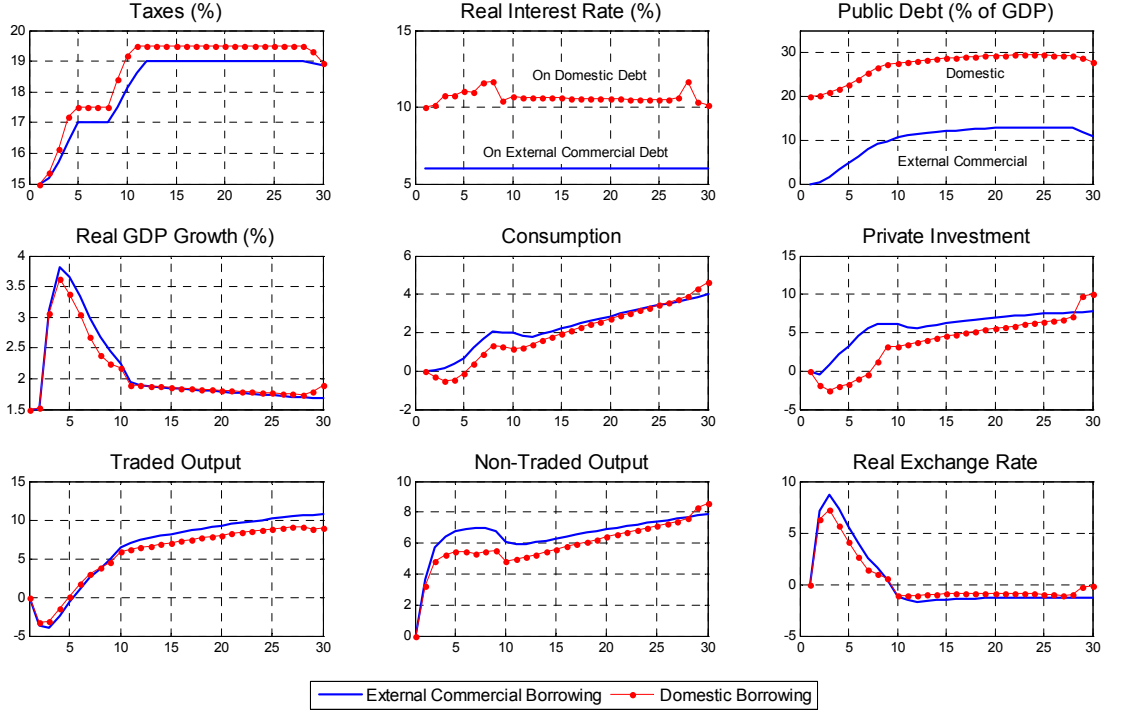 Taxes (%)
Real Interest Rate (%)
Public Debt (% of GDP)
20
19
18
17
16
15
0 5 10 15 20 25 30
15
10
5
On Domestic Debt
On External Commercial Debt
0 5 10 15 20 25 30
30
20
10
0
Domestic
External Commercial
0 5 10 15 20 25 30
Real GDP Growth (%)
Consumption
Private Investment
4
3.5
3
2.5
2
1.5
5 10 15 20 25 30
6
4
2
0
-2
0 5 10 15 20 25 30
15
10
5
0
-5
0 5 10 15 20 25 30
Traded Output
Non-Traded Output
Real Exchange Rate
15
10
5
0
-5
5 10 15 20 25 30
10
8
6
4
2
0
5 10 15 20 25 30
10
5
0
-5
5 10 15 20 25 30
External Commercial Borrowing
Domestic Borrowing